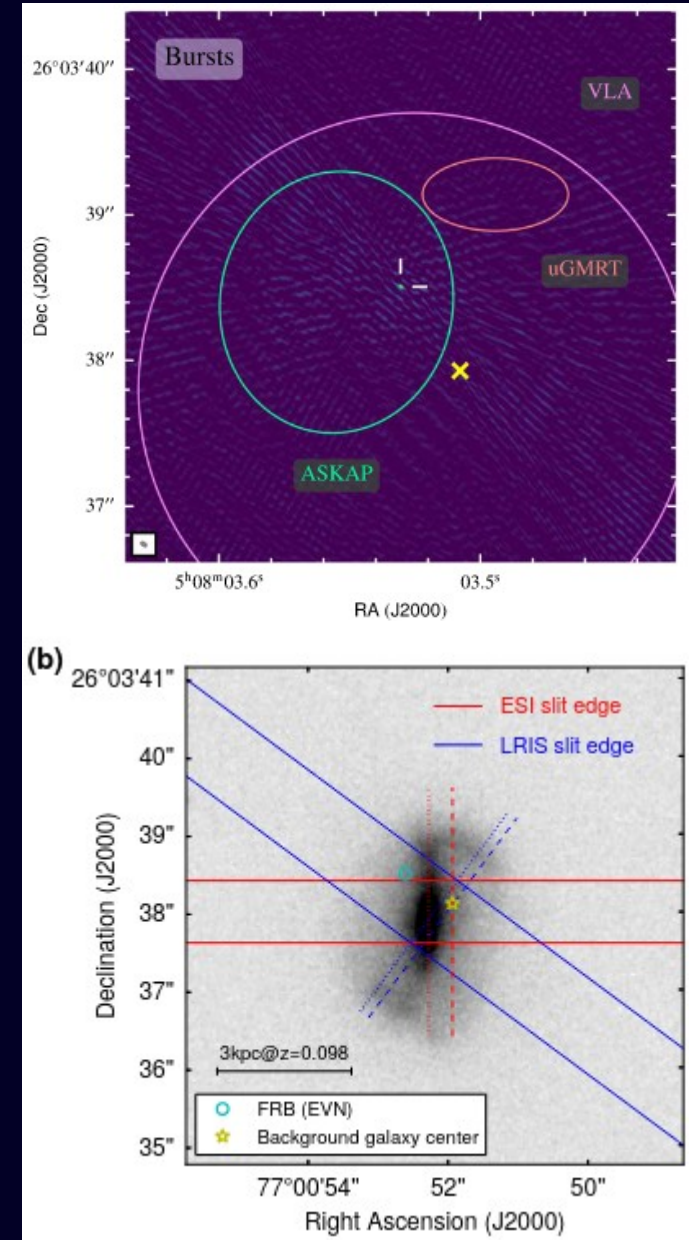 Bursts
VLA
uGMRT
ASKAP
26°03′40″
39″
38″
37″
Dec (J2000)
5ʰ08ᵐ03.6ˢ
03.5ˢ
RA (J2000)
(b)
26°03'41"
40"
39"
38"
37"
36"
35"
Declination (J2000)
ESI slit edge
LRIS slit edge
3kpc@z=0.098
FRB (EVN)
Background galaxy center
77°00'54"
52"
50"
Right Ascension (J2000)